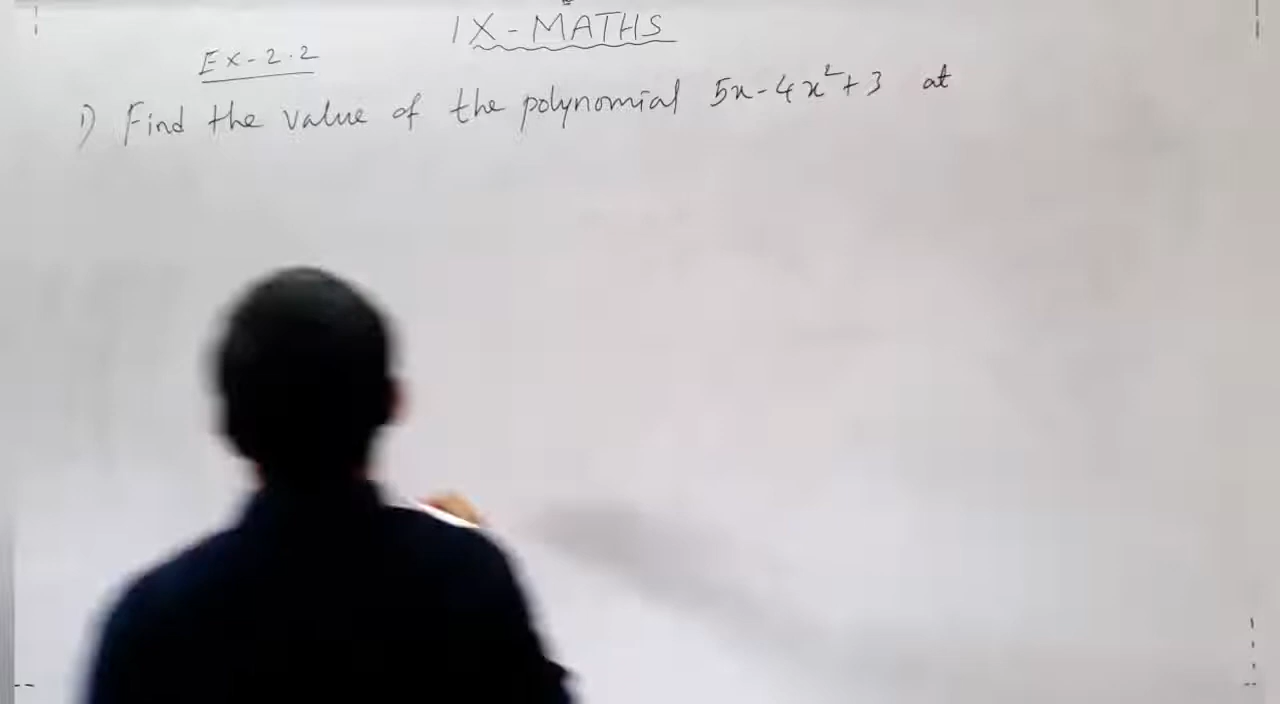 IX - MATHS
Ex - 2.2
1) Find the value of the polynomial 5x - 4x² + 3 at